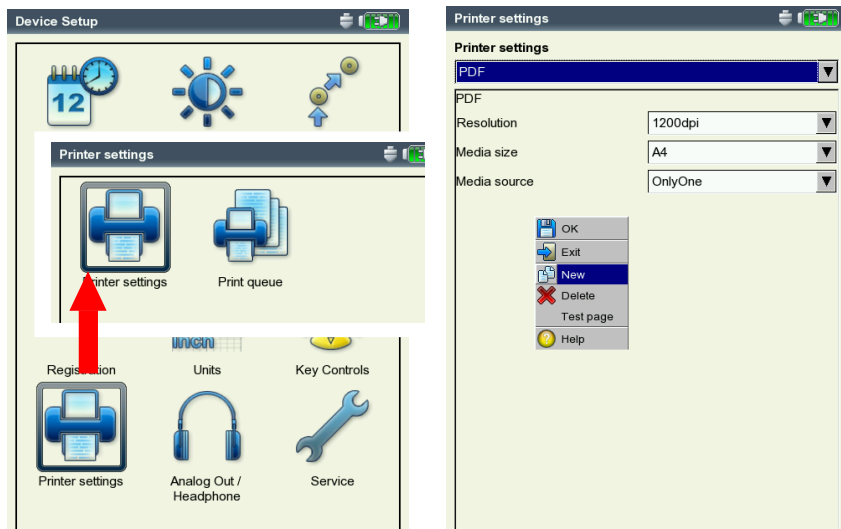 Device Setup
12
Printer settings
Printer settings
Print queue
inch
Registration
Units
Key Controls
Printer settings
Analog Out /
Headphone
Service
Printer settings
Printer settings
PDF
PDF
Resolution
1200dpi
Media size
A4
Media source
OnlyOne
OK
Exit
New
Delete
Test page
? Help